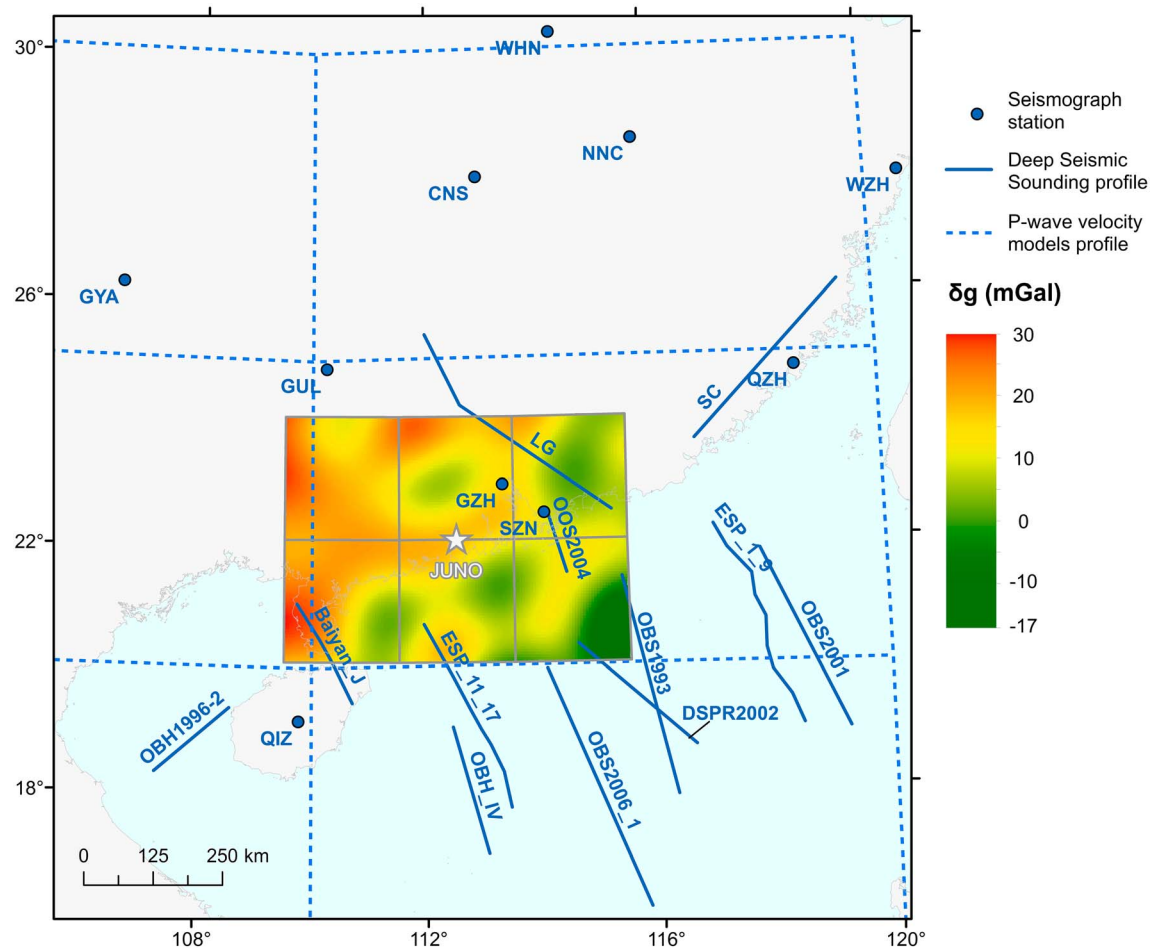 30°
26°
22°
18°
108°
112°
116°
120°
WHN
NNC
CNS
WZH
GYA
GUL
QZH
SC
LG
GZH
SZN
OOS2004
JUNO
ESP_1_9
OBS2001
Baiyan_J
ESP_11_17
OBS1993
OBH1996-2
QIZ
DSPR2002
OBH_IV
OBS2006_1
0 125 250 km
Seismograph
station
Deep Seismic
Sounding profile
P-wave velocity
models profile
δg (mGal)
30
20
10
0
-10
-17